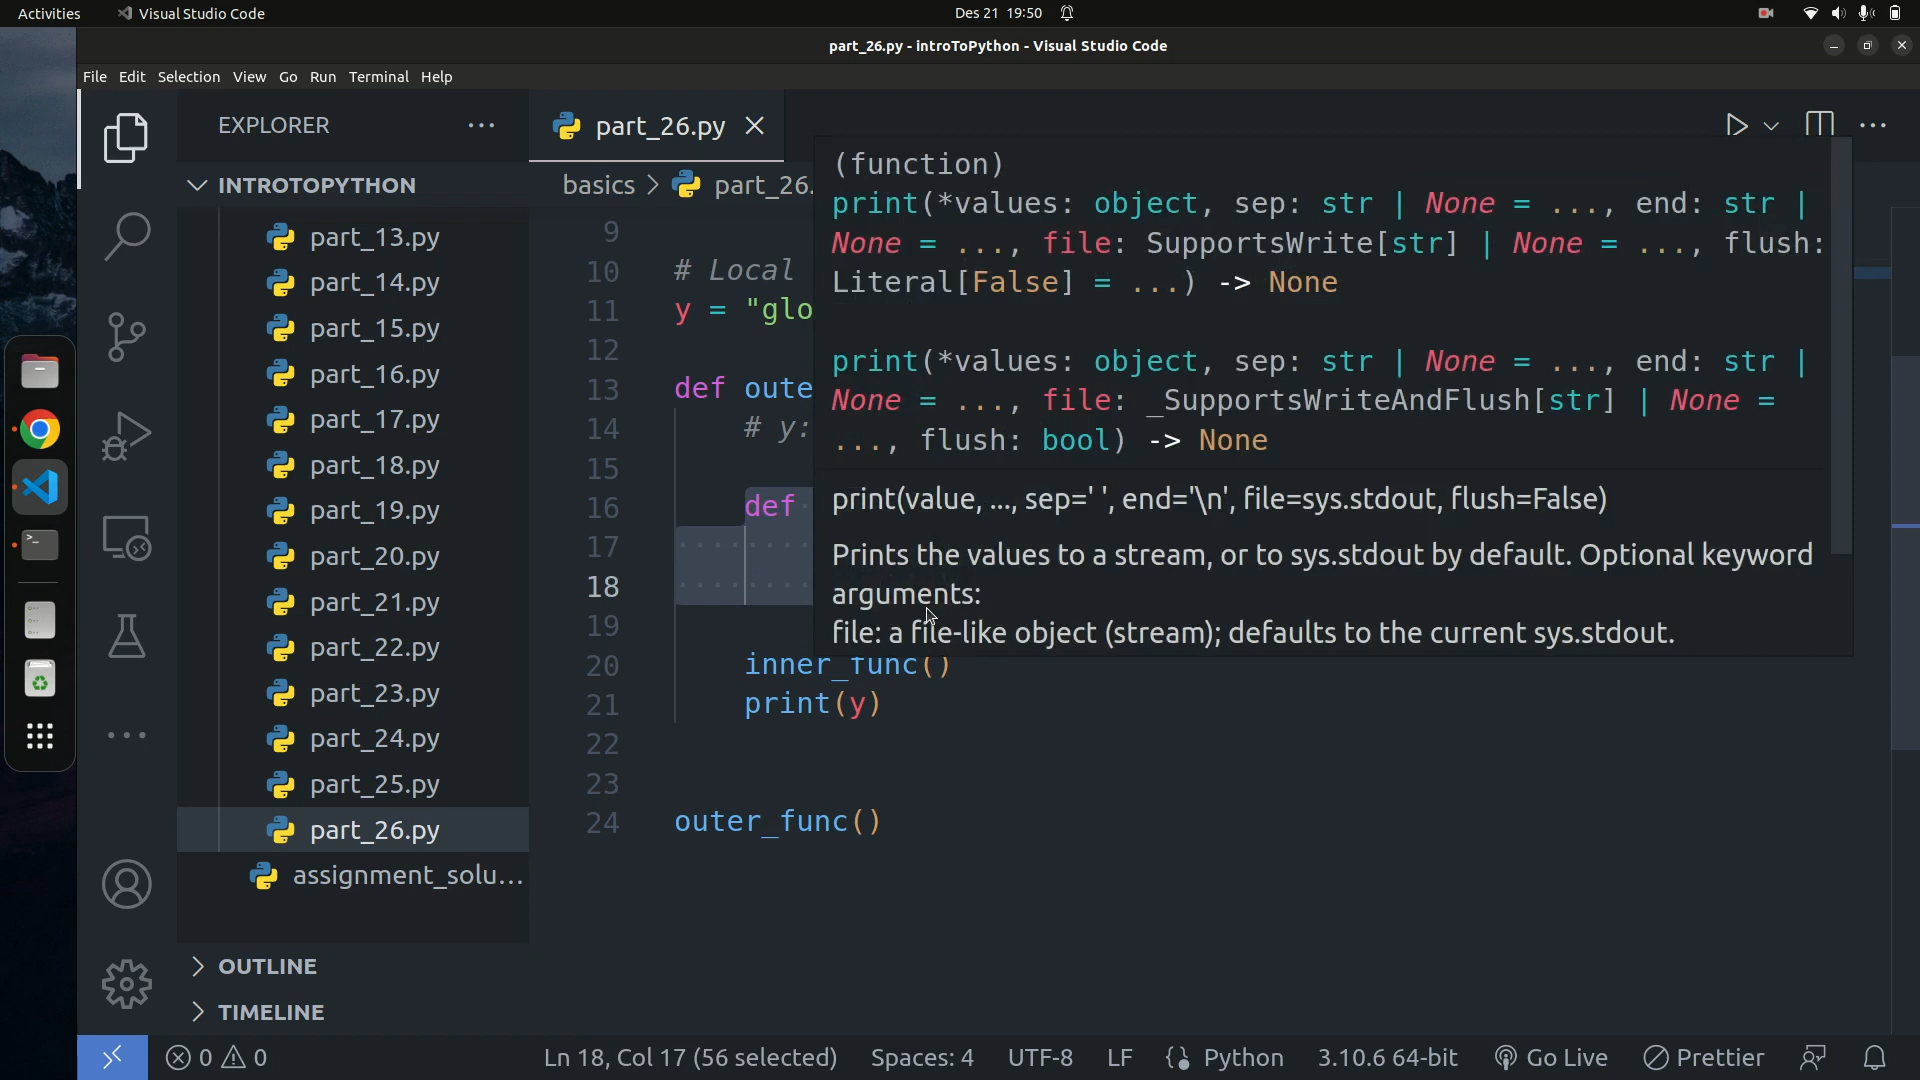 Activities
Visual Studio Code
Des 21 19:50
part_26.py - introToPython - Visual Studio Code
File Edit Selection View Go Run Terminal Help
EXPLORER
part_26.py
INTROTOPYTHON
basics > part_26.
part_13.py
part_14.py
part_15.py
part_16.py
part_17.py
part_18.py
part_19.py
part_20.py
part_21.py
part_22.py
part_23.py
part_24.py
part_25.py
part_26.py
assignment_solu...
OUTLINE
TIMELINE
9
10 # Local
11 y = "glo
12
13 def oute
14 # y:
15
16 def
17
18
19
20 inner_func()
21 print(y)
22
23
24 outer_func()
(function)
print(*values: object, sep: str | None = ..., end: str |
None = ..., file: SupportsWrite[str] | None = ..., flush:
Literal[False] = ...) -> None
print(*values: object, sep: str | None = ..., end: str |
None = ..., file: _SupportsWriteAndFlush[str] | None =
..., flush: bool) -> None
print(value, ..., sep=' ', end='\n', file=sys.stdout, flush=False)
Prints the values to a stream, or to sys.stdout by default. Optional keyword
arguments:
file: a file-like object (stream); defaults to the current sys.stdout.
0 0
Ln 18, Col 17 (56 selected)
Spaces: 4
UTF-8
LF
Python
3.10.6 64-bit
Go Live
Prettier